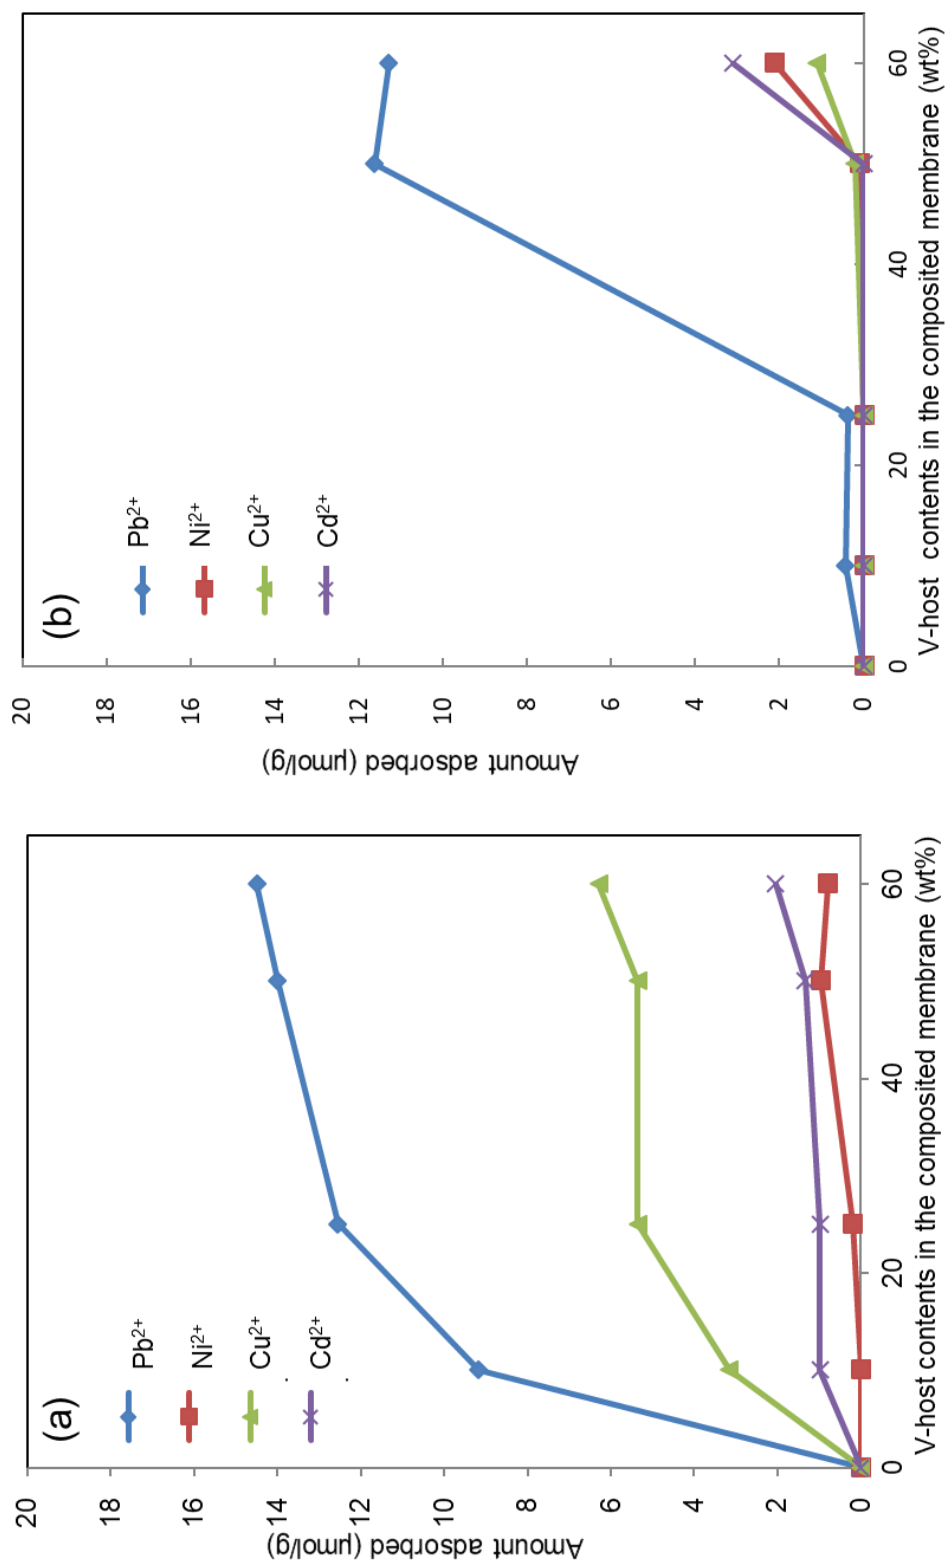 (a)
Pb2+
Ni2+
Cu2+
Cd2+
20
18
16
14
12
10
8
6
4
2
0
Amount adsorbed (µmol/g)
0
20
40
60
V-host contents in the composited membrane (wt%)
(b)
Pb2+
Ni2+
Cu2+
Cd2+
20
18
16
14
12
10
8
6
4
2
0
Amount adsorbed (µmol/g)
0
20
40
60
V-host contents in the composited membrane (wt%)